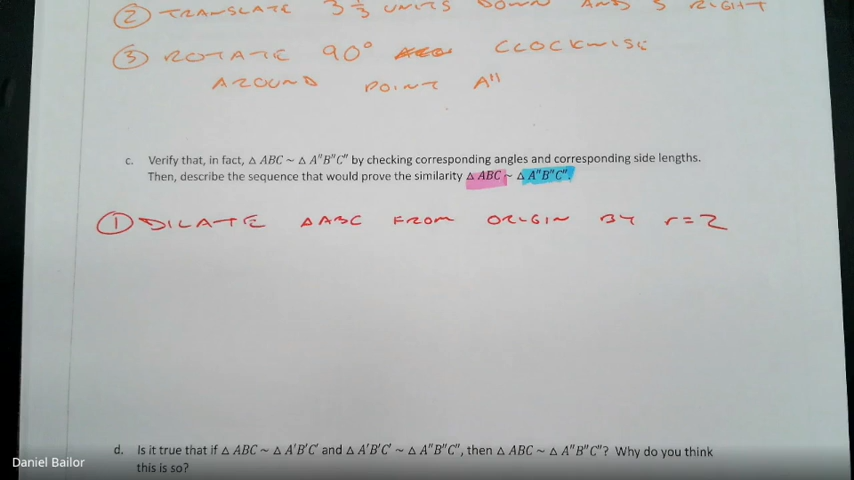 ② TRANSLATE 3 1/3 UNITS DOWN AND 5 RIGHT
③ ROTATE 90° CLOCKWISE
AROUND POINT A"
c. Verify that, in fact, △ ABC ~ △ A″B″C″ by checking corresponding angles and corresponding side lengths.
Then, describe the sequence that would prove the similarity △ ABC ~ △ A″B″C″.
① DILATE △ABC FROM ORIGIN BY r=2
d. Is it true that if △ ABC ~ △ A′B′C′ and △ A′B′C′ ~ △ A″B″C″, then △ ABC ~ △ A″B″C″? Why do you think
this is so?
Daniel Bailor